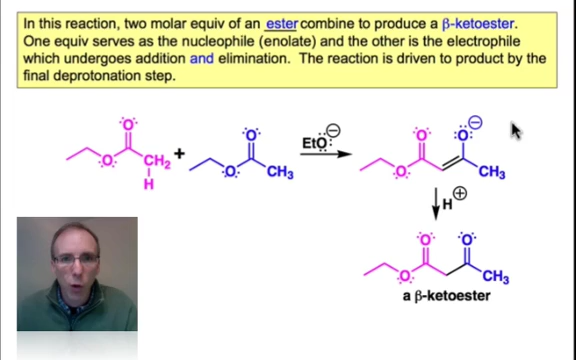 In this reaction, two molar equiv of an ester combine to produce a β-ketoester.
One equiv serves as the nucleophile (enolate) and the other is the electrophile
which undergoes addition and elimination. The reaction is driven to product by the
final deprotonation step.
O O O O
EtO
O CH2 + O CH3 O CH3
H
H
O O
O CH3
a β-ketoester